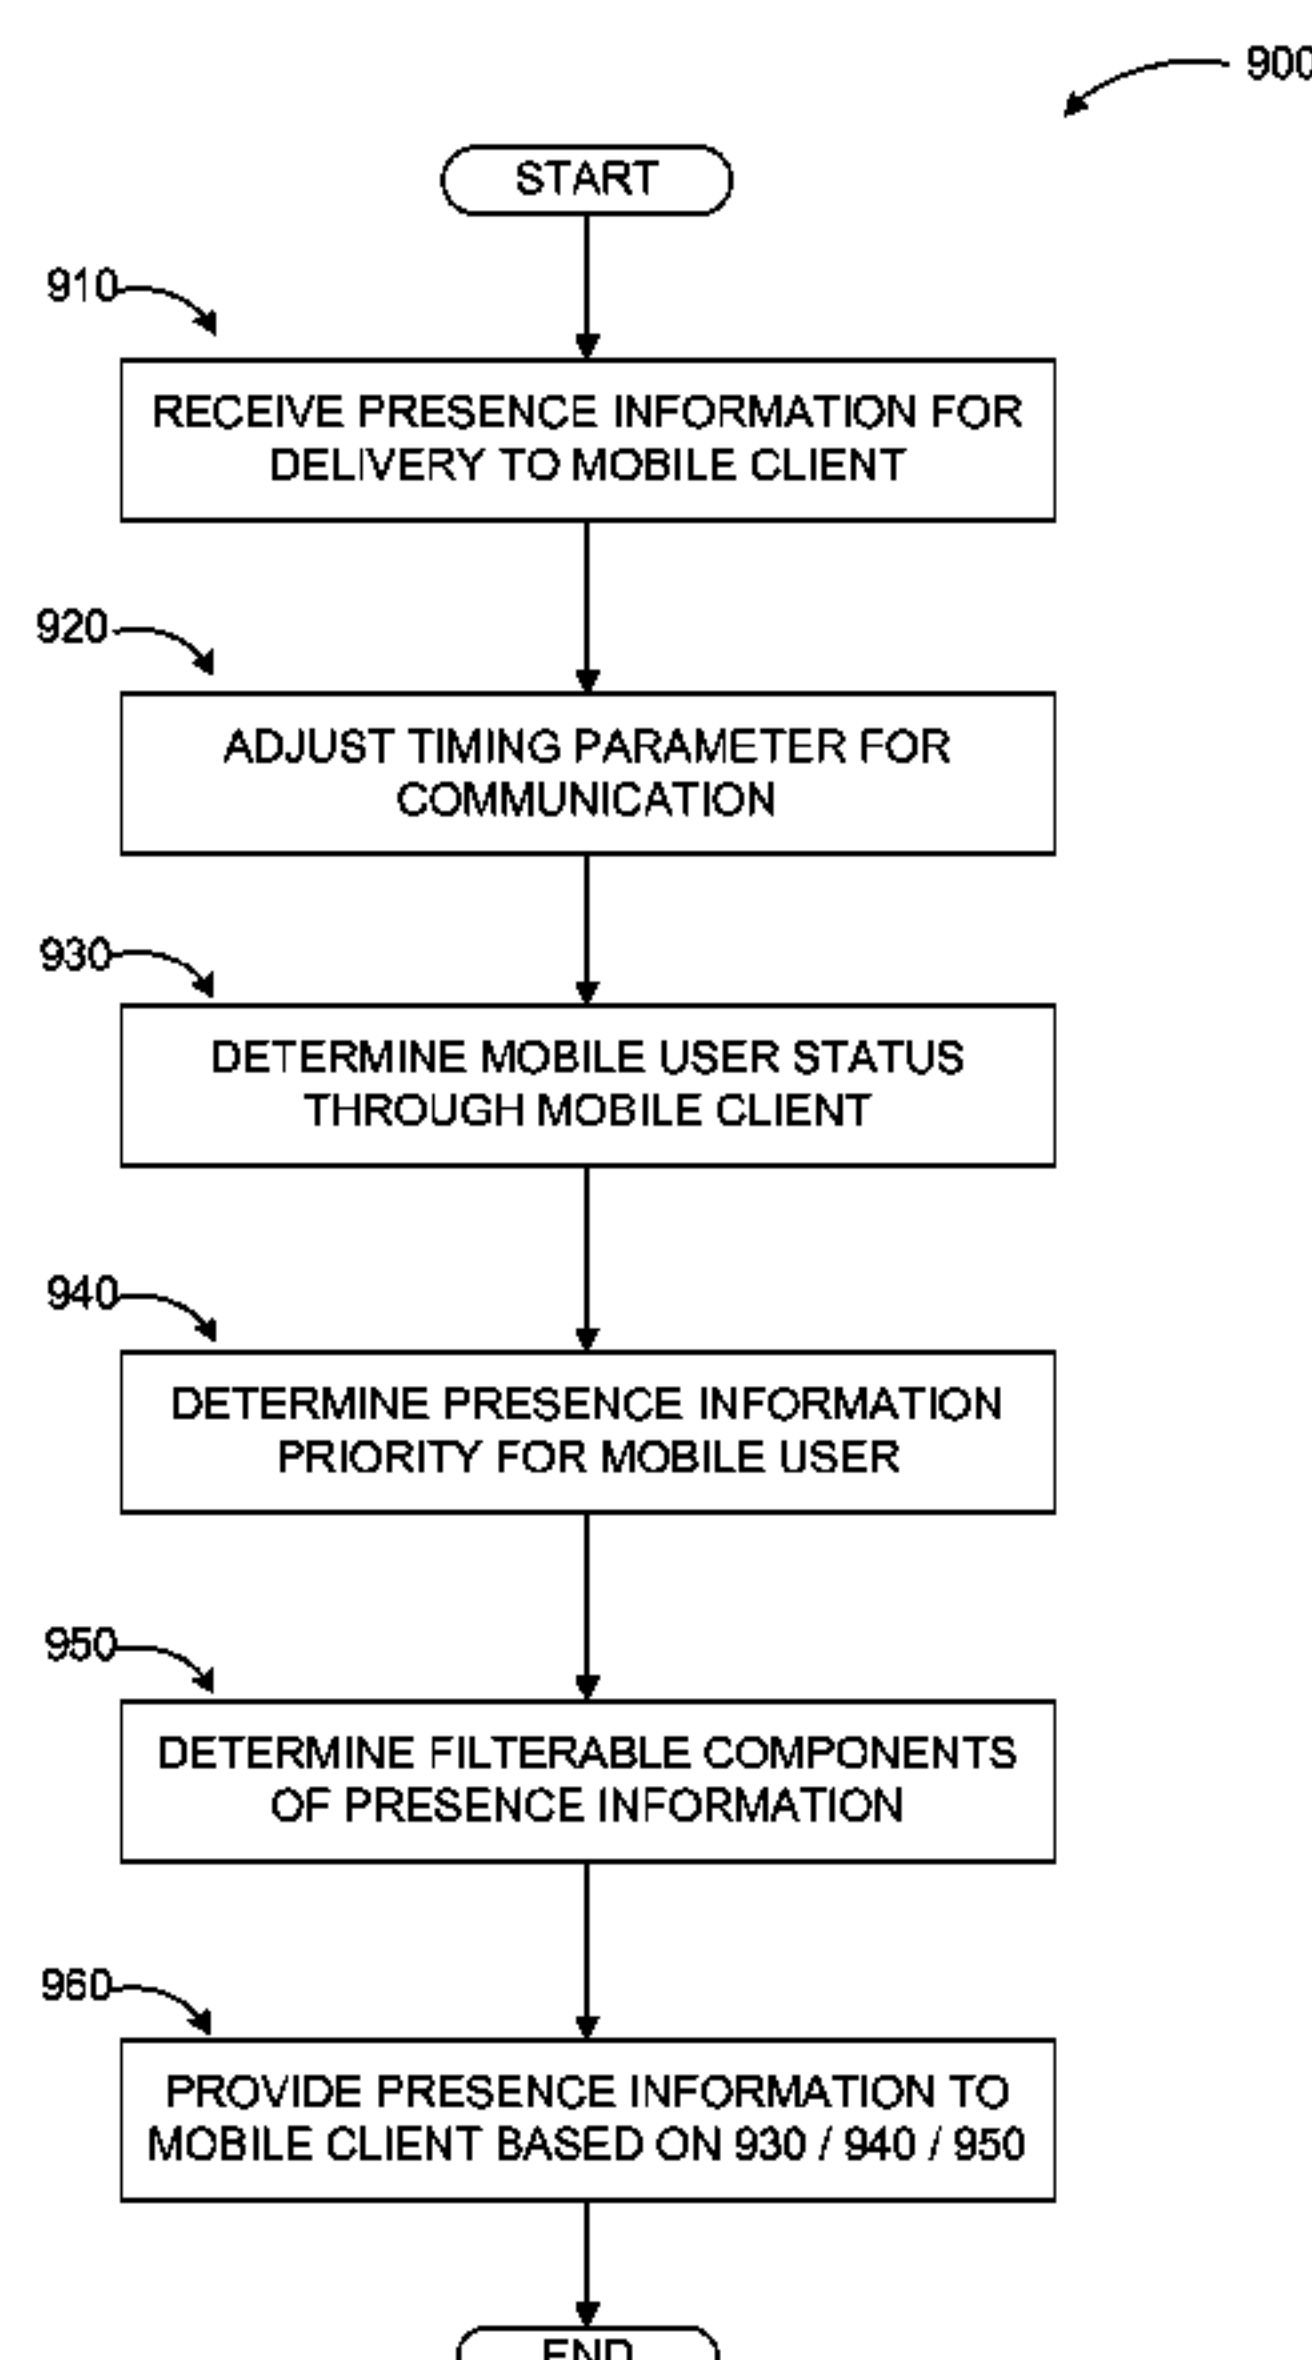 900
START
910
RECEIVE PRESENCE INFORMATION FOR
DELIVERY TO MOBILE CLIENT
920
ADJUST TIMING PARAMETER FOR
COMMUNICATION
930
DETERMINE MOBILE USER STATUS
THROUGH MOBILE CLIENT
940
DETERMINE PRESENCE INFORMATION
PRIORITY FOR MOBILE USER
950
DETERMINE FILTERABLE COMPONENTS
OF PRESENCE INFORMATION
960
PROVIDE PRESENCE INFORMATION TO
MOBILE CLIENT BASED ON 930 / 940 / 950
END